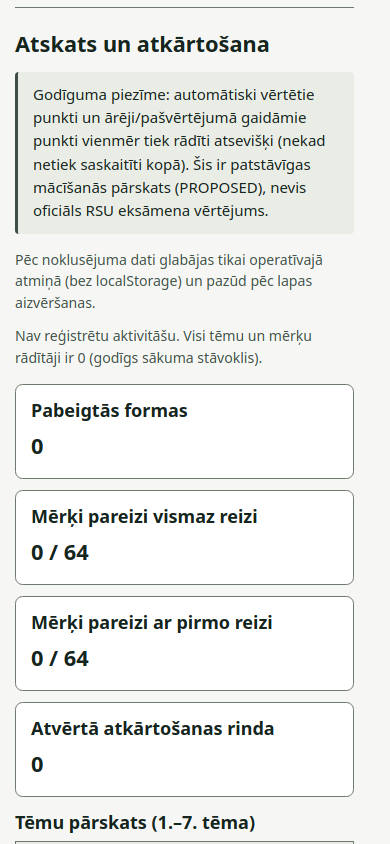 Atskats un atkārtošana
Godīguma piezīme: automātiski vērtētie
punkti un ārēji/pašvērtējumā gaidāmie
punkti vienmēr tiek rādīti atsevišķi (nekad
netiek saskaitīti kopā). Šis ir patstāvīgas
mācīšanās pārskats (PROPOSED), nevis
oficiāls RSU eksāmena vērtējums.
Pēc noklusējuma dati glabājas tikai operatīvajā
atmiņā (bez localStorage) un pazūd pēc lapas
aizvēršanas.
Nav reģistrētu aktivitāšu. Visi tēmu un mērķu
rādītāji ir 0 (godīgs sākuma stāvoklis).
Pabeigtās formas
0
Mērķi pareizi vismaz reizi
0 / 64
Mērķi pareizi ar pirmo reizi
0 / 64
Atvērtā atkārtošanas rinda
0
Tēmu pārskats (1.–7. tēma)